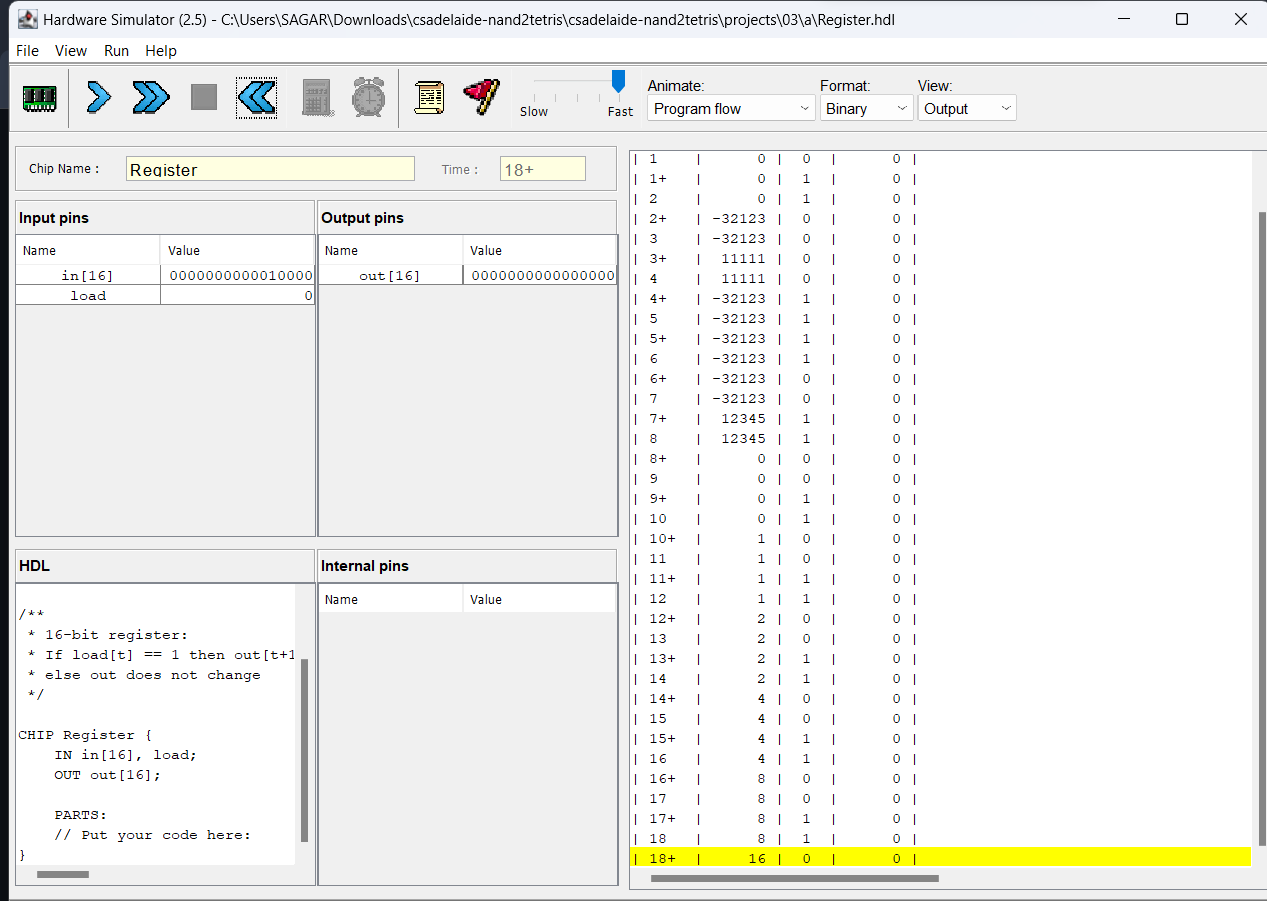 Hardware Simulator (2.5) - C:\Users\SAGAR\Downloads\csadelaide-nand2tetris\csadelaide-nand2tetris\projects\03\a\Register.hdl
File View Run Help
Slow Fast
Animate: Format: View:
Program flow Binary Output
Chip Name : Register Time : 18+
Input pins
Name Value
in[16] 0000000000010000
load 0
Output pins
Name Value
out[16] 0000000000000000
HDL
/**
* 16-bit register:
* If load[t] == 1 then out[t+1
* else out does not change
*/
CHIP Register {
IN in[16], load;
OUT out[16];
PARTS:
// Put your code here:
}
Internal pins
Name Value
| 1 | 0 | 0 | 0 |
| 1+ | 0 | 1 | 0 |
| 2 | 0 | 1 | 0 |
| 2+ | -32123 | 0 | 0 |
| 3 | -32123 | 0 | 0 |
| 3+ | 11111 | 0 | 0 |
| 4 | 11111 | 0 | 0 |
| 4+ | -32123 | 1 | 0 |
| 5 | -32123 | 1 | 0 |
| 5+ | -32123 | 1 | 0 |
| 6 | -32123 | 1 | 0 |
| 6+ | -32123 | 0 | 0 |
| 7 | -32123 | 0 | 0 |
| 7+ | 12345 | 1 | 0 |
| 8 | 12345 | 1 | 0 |
| 8+ | 0 | 0 | 0 |
| 9 | 0 | 0 | 0 |
| 9+ | 0 | 1 | 0 |
| 10 | 0 | 1 | 0 |
| 10+ | 1 | 0 | 0 |
| 11 | 1 | 0 | 0 |
| 11+ | 1 | 1 | 0 |
| 12 | 1 | 1 | 0 |
| 12+ | 2 | 0 | 0 |
| 13 | 2 | 0 | 0 |
| 13+ | 2 | 1 | 0 |
| 14 | 2 | 1 | 0 |
| 14+ | 4 | 0 | 0 |
| 15 | 4 | 0 | 0 |
| 15+ | 4 | 1 | 0 |
| 16 | 4 | 1 | 0 |
| 16+ | 8 | 0 | 0 |
| 17 | 8 | 0 | 0 |
| 17+ | 8 | 1 | 0 |
| 18 | 8 | 1 | 0 |
| 18+ | 16 | 0 | 0 |